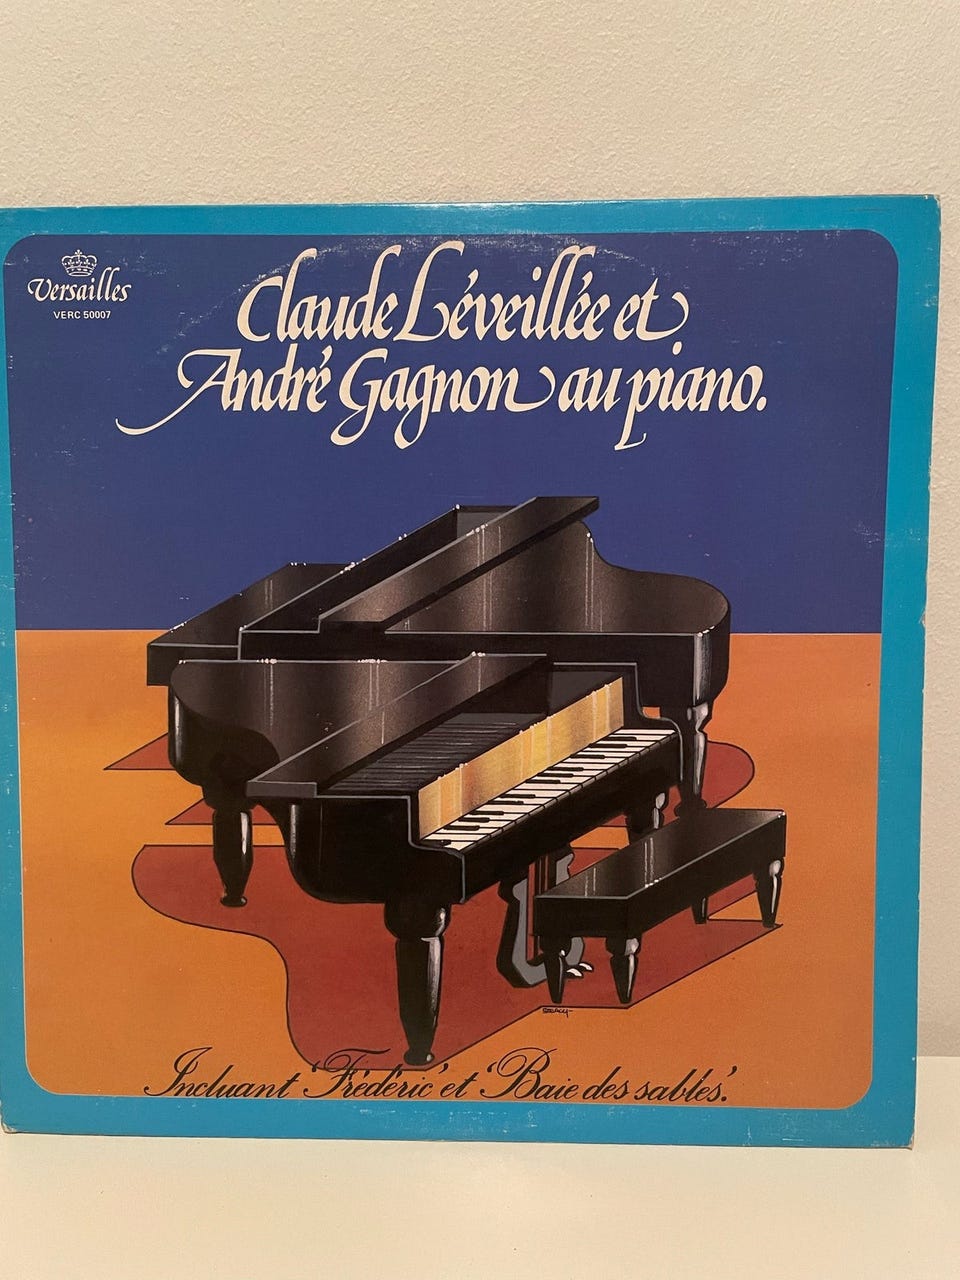 Versailles
VERC 50007
Claude Léveillée et
André Gagnon au piano.
Incluant 'Frédéric' et 'Baie des sables'.